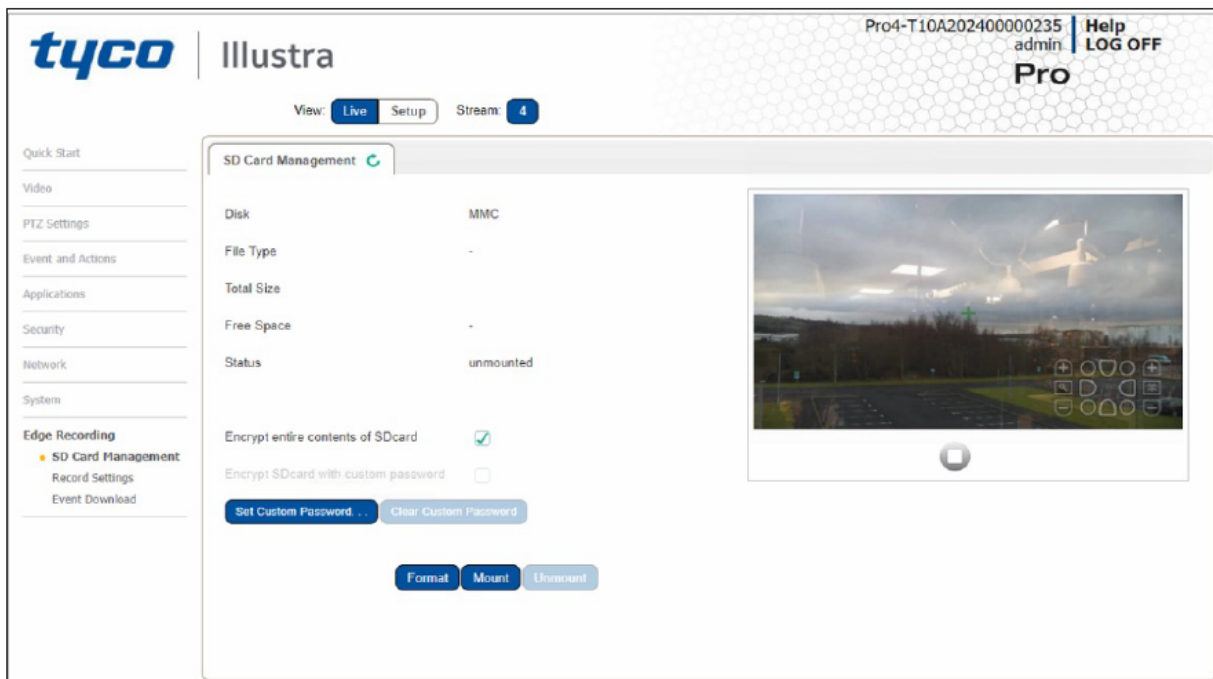 Pro4-T10A202400000235 Help
admin LOG OFF
tyco Illustra
Pro
View: Live Setup Stream: 4
Quick Start
Video
PTZ Settings
Event and Actions
Applications
Security
Network
System
Edge Recording
SD Card Management
Record Settings
Event Download
SD Card Management
Disk MMC
File Type -
Total Size
Free Space -
Status unmounted
Encrypt entire contents of SDcard
Encrypt SDcard with custom password
Set Custom Password. . . Clear Custom Password
Format Mount Unmount